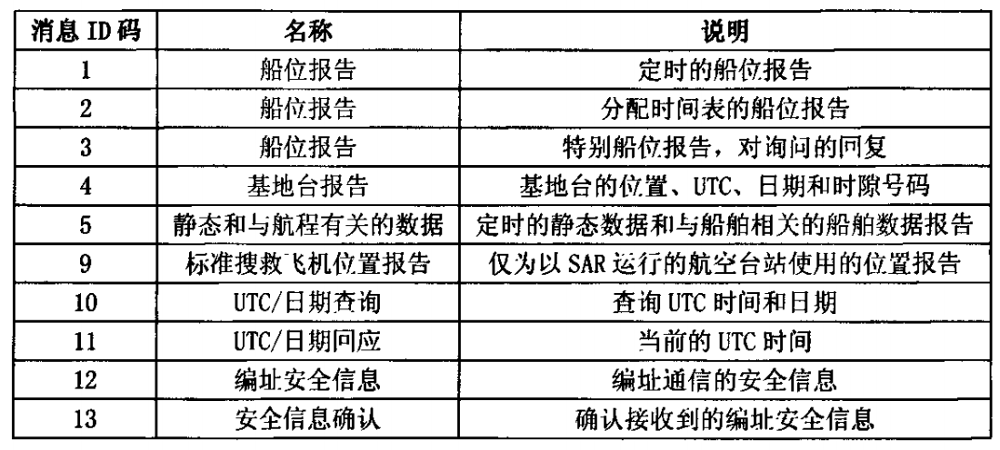 消息 ID 码 名称 说明
1 船位报告 定时的船位报告
2 船位报告 分配时间表的船位报告
3 船位报告 特别船位报告，对询问的回复
4 基地台报告 基地台的位置、UTC、日期和时隙号码
5 静态和与航程有关的数据 定时的静态数据和与船舶相关的船舶数据报告
9 标准搜救飞机位置报告 仅为以 SAR 运行的航空台站使用的位置报告
10 UTC/日期查询 查询 UTC 时间和日期
11 UTC/日期回应 当前的 UTC 时间
12 编址安全信息 编址通信的安全信息
13 安全信息确认 确认接收到的编址安全信息